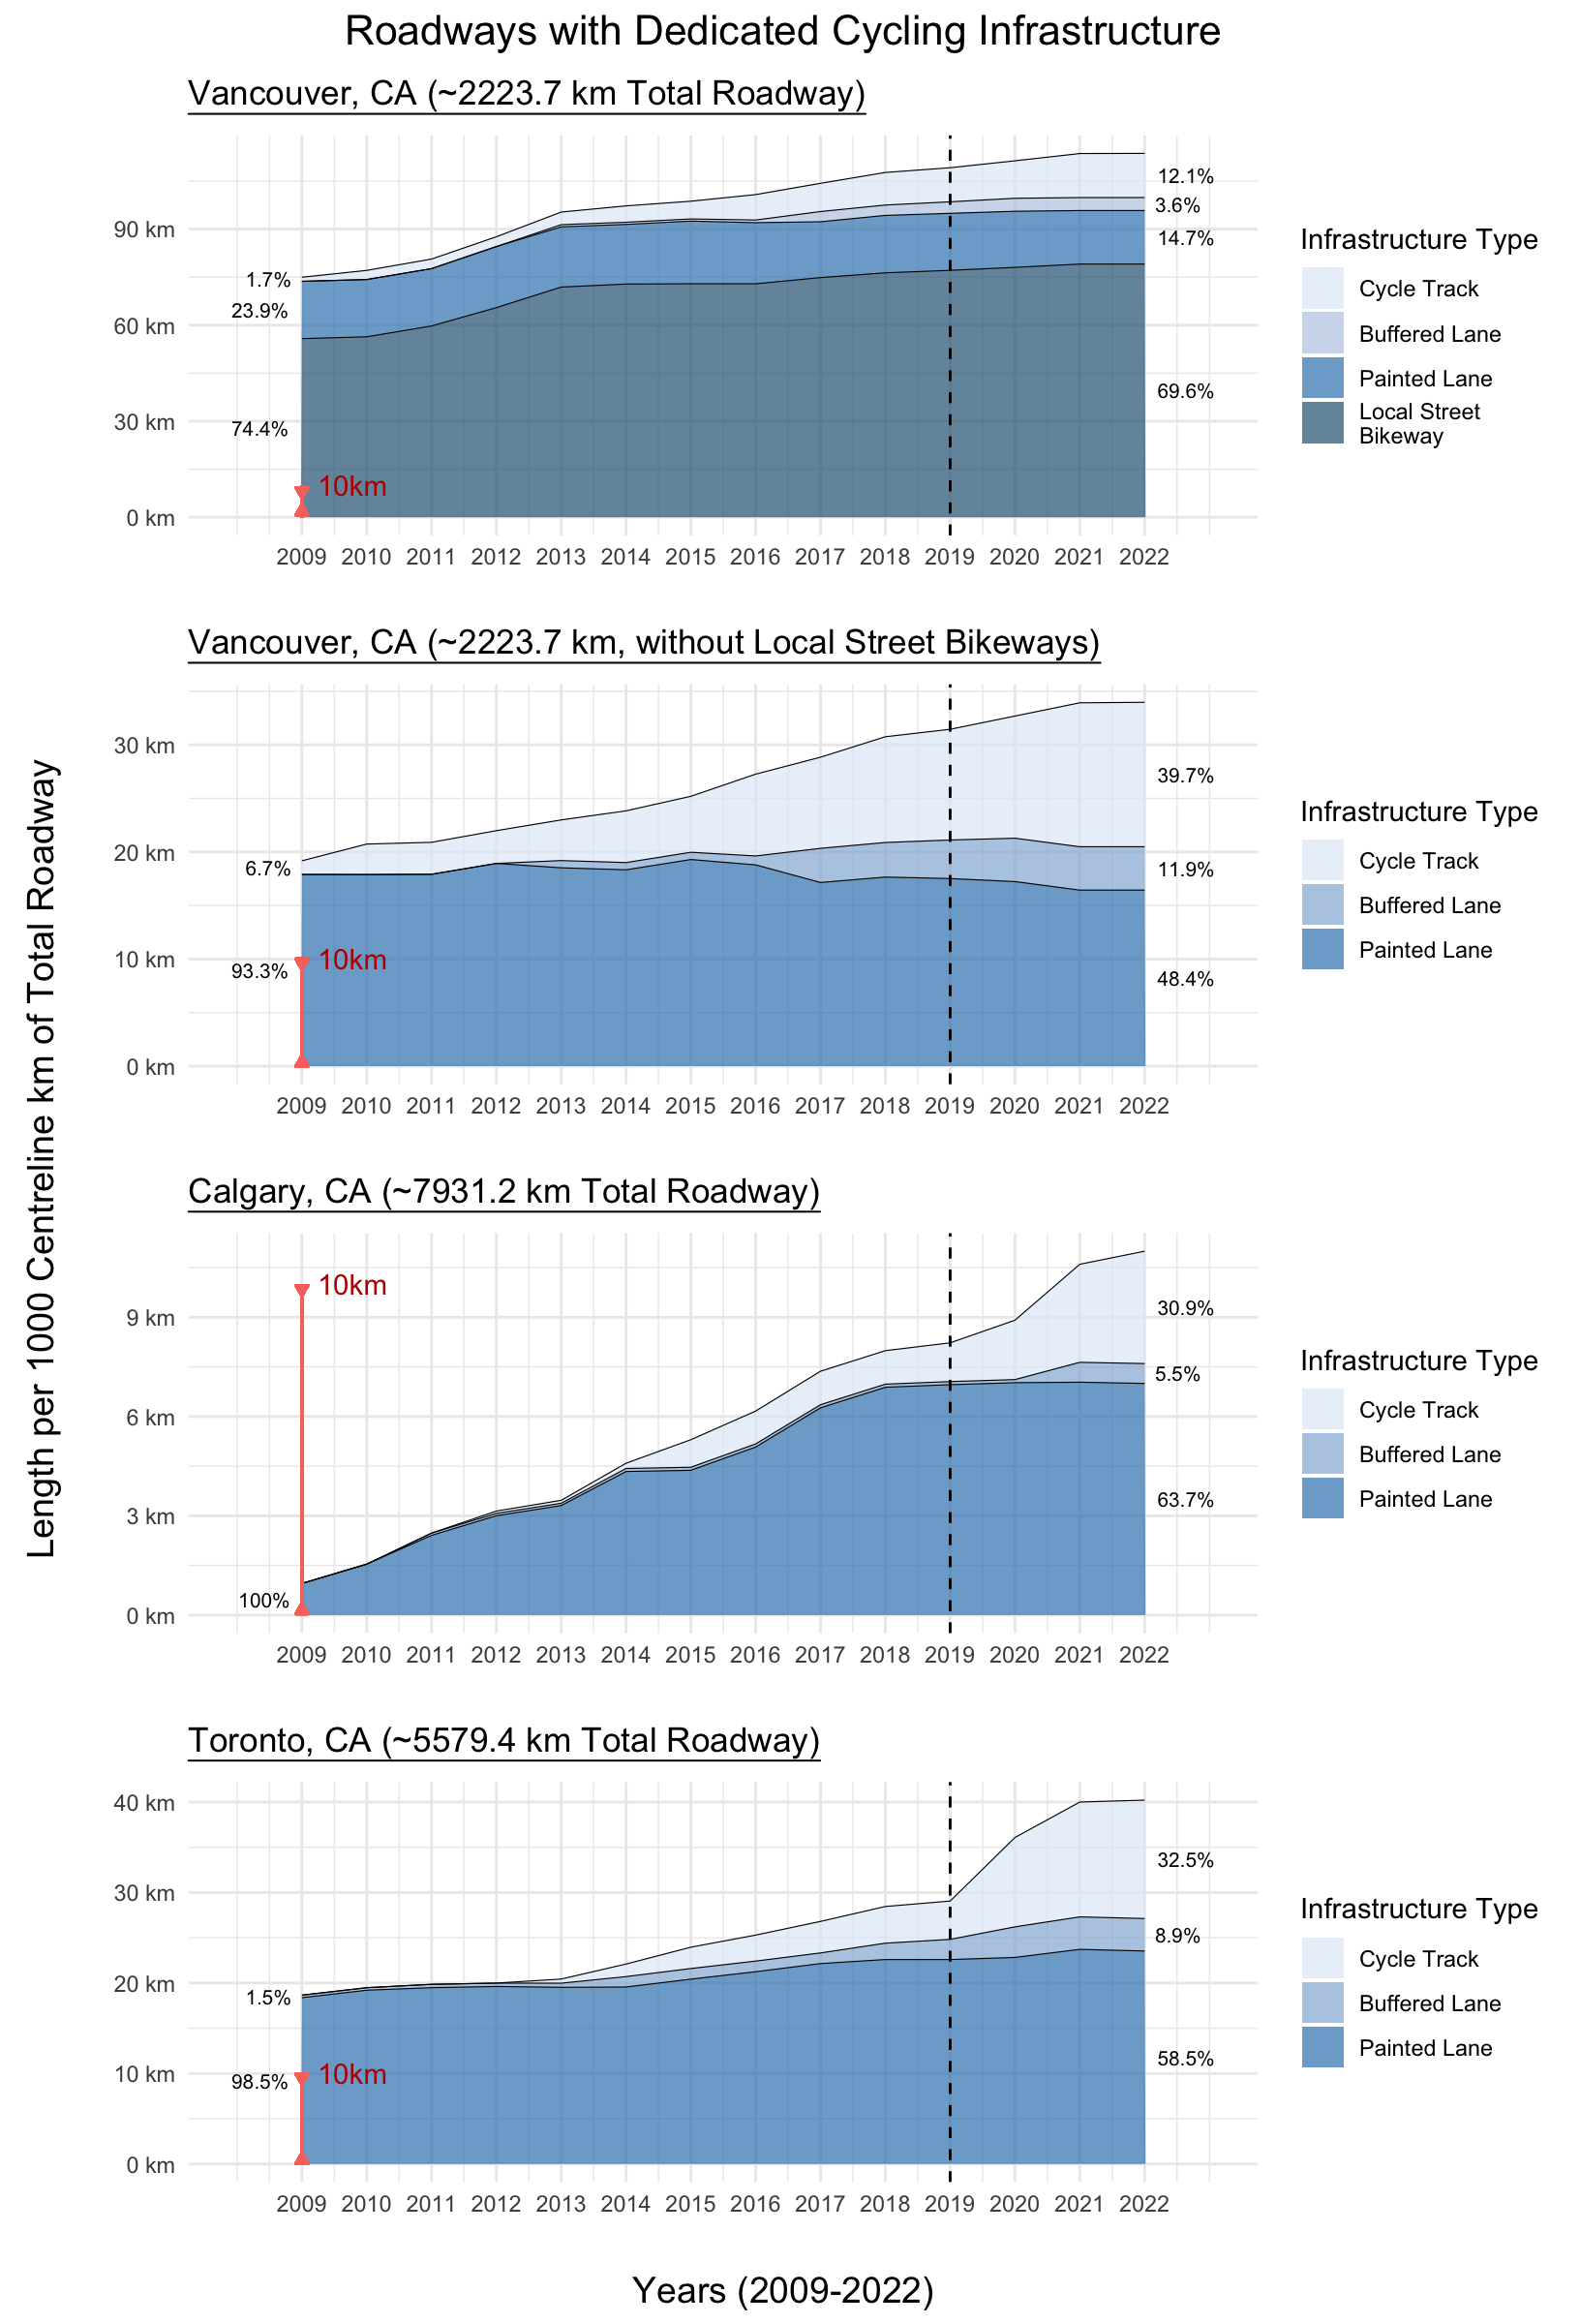 Roadways with Dedicated Cycling Infrastructure
Length per 1000 Centreline km of Total Roadway
Vancouver, CA (~2223.7 km Total Roadway)
90 km
60 km
30 km
0 km
1.7%
23.9%
74.4%
10km
12.1%
3.6%
14.7%
69.6%
2009 2010 2011 2012 2013 2014 2015 2016 2017 2018 2019 2020 2021 2022
Infrastructure Type
Cycle Track
Buffered Lane
Painted Lane
Local Street
Bikeway
Vancouver, CA (~2223.7 km, without Local Street Bikeways)
30 km
20 km
10 km
0 km
6.7%
93.3%
10km
39.7%
11.9%
48.4%
2009 2010 2011 2012 2013 2014 2015 2016 2017 2018 2019 2020 2021 2022
Infrastructure Type
Cycle Track
Buffered Lane
Painted Lane
Calgary, CA (~7931.2 km Total Roadway)
9 km
6 km
3 km
0 km
10km
100%
30.9%
5.5%
63.7%
2009 2010 2011 2012 2013 2014 2015 2016 2017 2018 2019 2020 2021 2022
Infrastructure Type
Cycle Track
Buffered Lane
Painted Lane
Toronto, CA (~5579.4 km Total Roadway)
40 km
30 km
20 km
10 km
0 km
1.5%
98.5%
10km
32.5%
8.9%
58.5%
2009 2010 2011 2012 2013 2014 2015 2016 2017 2018 2019 2020 2021 2022
Infrastructure Type
Cycle Track
Buffered Lane
Painted Lane
Years (2009-2022)